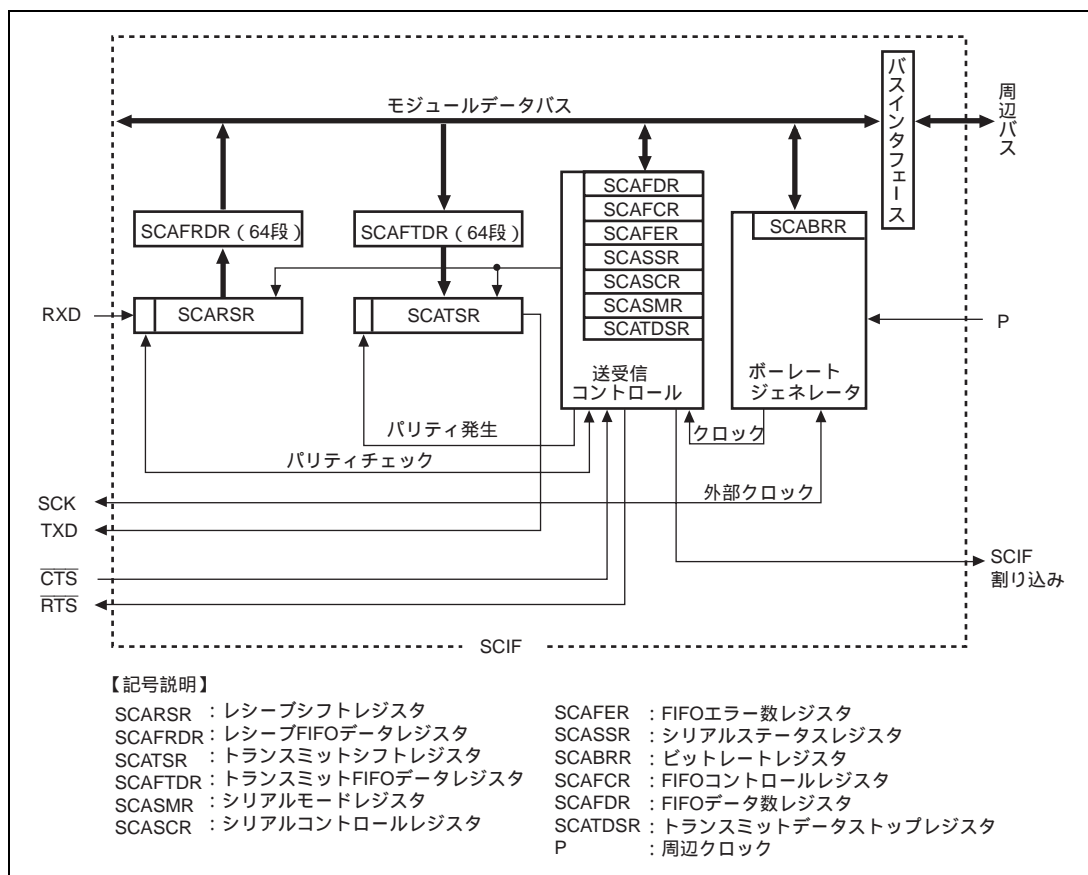 モジュールデータバス
バスインタフェース
周辺バス
SCAFRDR（64段）
SCAFTDR（64段）
SCAFDR
SCAFCR
SCAFER
SCASSR
SCASCR
SCASMR
SCATDSR
送受信
コントロール
SCABRR
ボーレート
ジェネレータ
RXD
SCARSR
SCATSR
P
パリティ発生
クロック
パリティチェック
SCK
外部クロック
TXD
CTS
RTS
SCIF
割り込み
SCIF
【記号説明】
SCARSR ：レシーブシフトレジスタ
SCAFRDR：レシーブFIFOデータレジスタ
SCATSR ：トランスミットシフトレジスタ
SCAFTDR：トランスミットFIFOデータレジスタ
SCASMR ：シリアルモードレジスタ
SCASCR ：シリアルコントロールレジスタ
SCAFER ：FIFOエラー数レジスタ
SCASSR ：シリアルステータスレジスタ
SCABRR ：ビットレートレジスタ
SCAFCR ：FIFOコントロールレジスタ
SCAFDR ：FIFOデータ数レジスタ
SCATDSR：トランスミットデータストップレジスタ
P ：周辺クロック